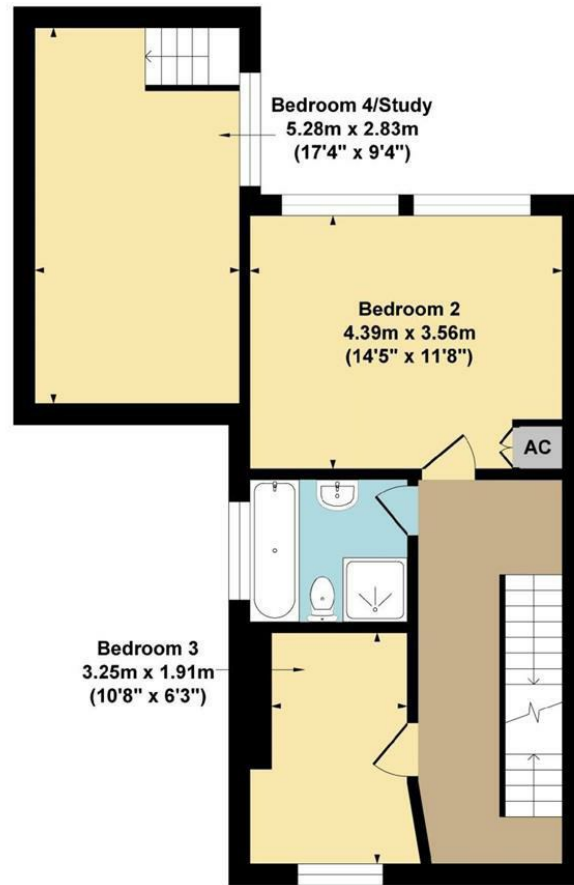 Bedroom 4/Study
5.28m x 2.83m
(17'4" x 9'4")
Bedroom 2
4.39m x 3.56m
(14'5" x 11'8")
AC
Bedroom 3
3.25m x 1.91m
(10'8" x 6'3")